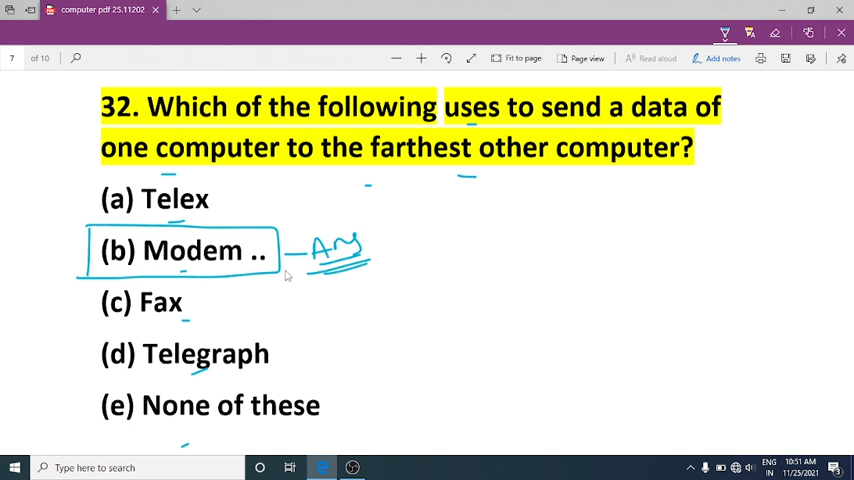 computer pdf 25.11202
7 of 10
Fit to page
Page view
Read aloud
Add notes
32. Which of the following uses to send a data of
one computer to the farthest other computer?
(a) Telex
(b) Modem .. — Ans
(c) Fax
(d) Telegraph
(e) None of these
Type here to search
ENG
IN
10:51 AM
11/25/2021
3